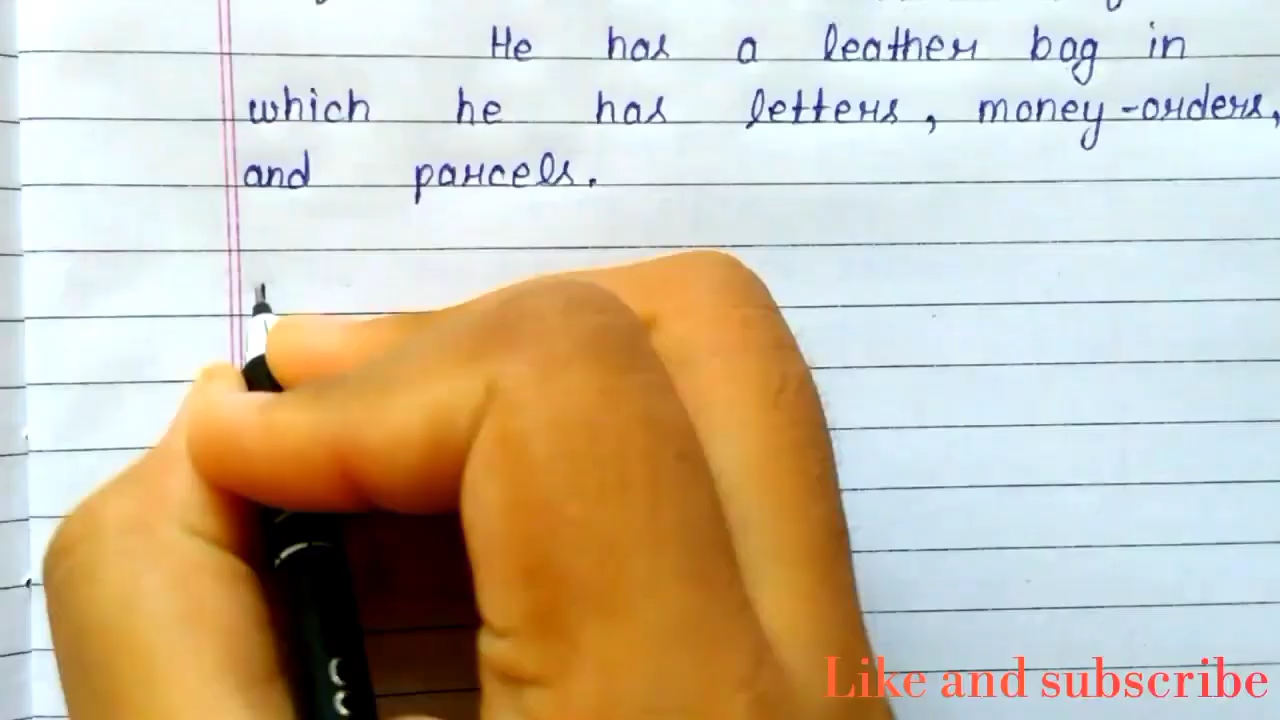 He has a leather bag in
which he has letters, money-orders,
and parcels.
Like and subscribe